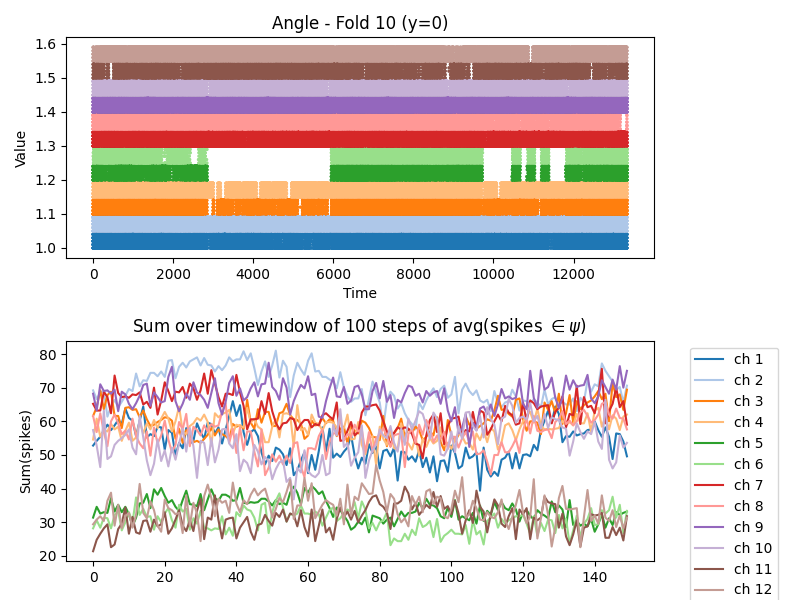 Angle - Fold 10 (y=0)
Value
1.6
1.5
1.4
1.3
1.2
1.1
1.0
0 2000 4000 6000 8000 10000 12000
Time
Sum over timewindow of 100 steps of avg(spikes ∈ ψ)
Sum(spikes)
80
70
60
50
40
30
20
0 20 40 60 80 100 120 140
ch 1
ch 2
ch 3
ch 4
ch 5
ch 6
ch 7
ch 8
ch 9
ch 10
ch 11
ch 12